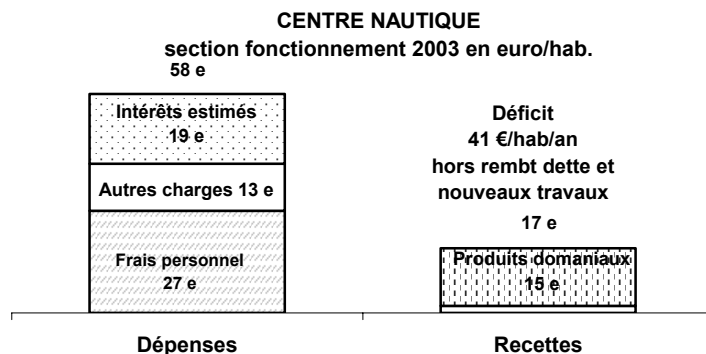 CENTRE NAUTIQUE
section fonctionnement 2003 en euro/hab.
58 e
Intérêts estimés
19 e
Autres charges 13 e
Frais personnel
27 e
Déficit
41 €/hab/an
hors rembt dette et
nouveaux travaux
17 e
Produits domaniaux
15 e
Dépenses
Recettes